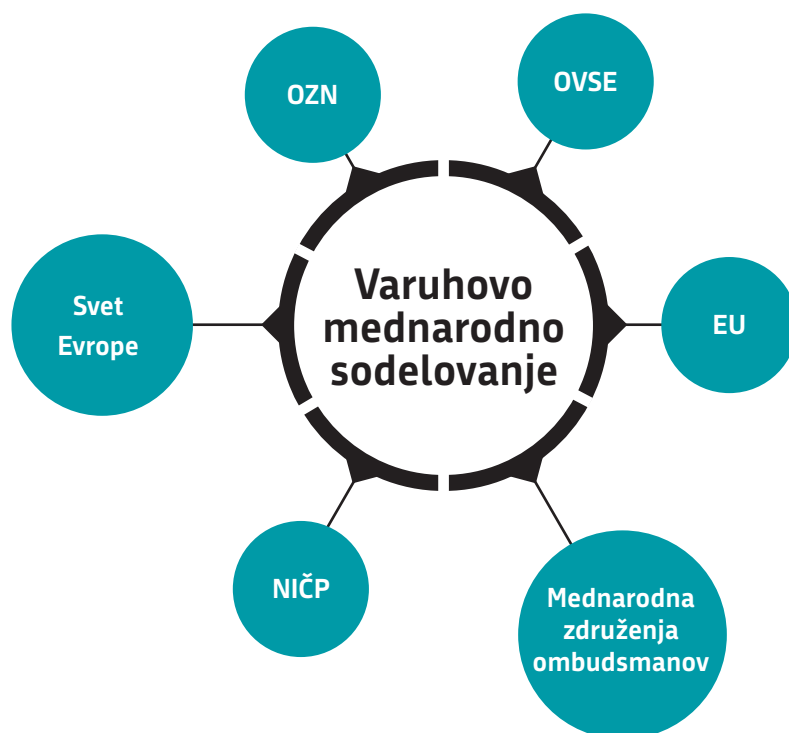 OZN
OVSE
Varuhovo
mednarodno
sodelovanje
Svet
Evrope
EU
NIČP
Mednarodna
združenja
ombudsmanov